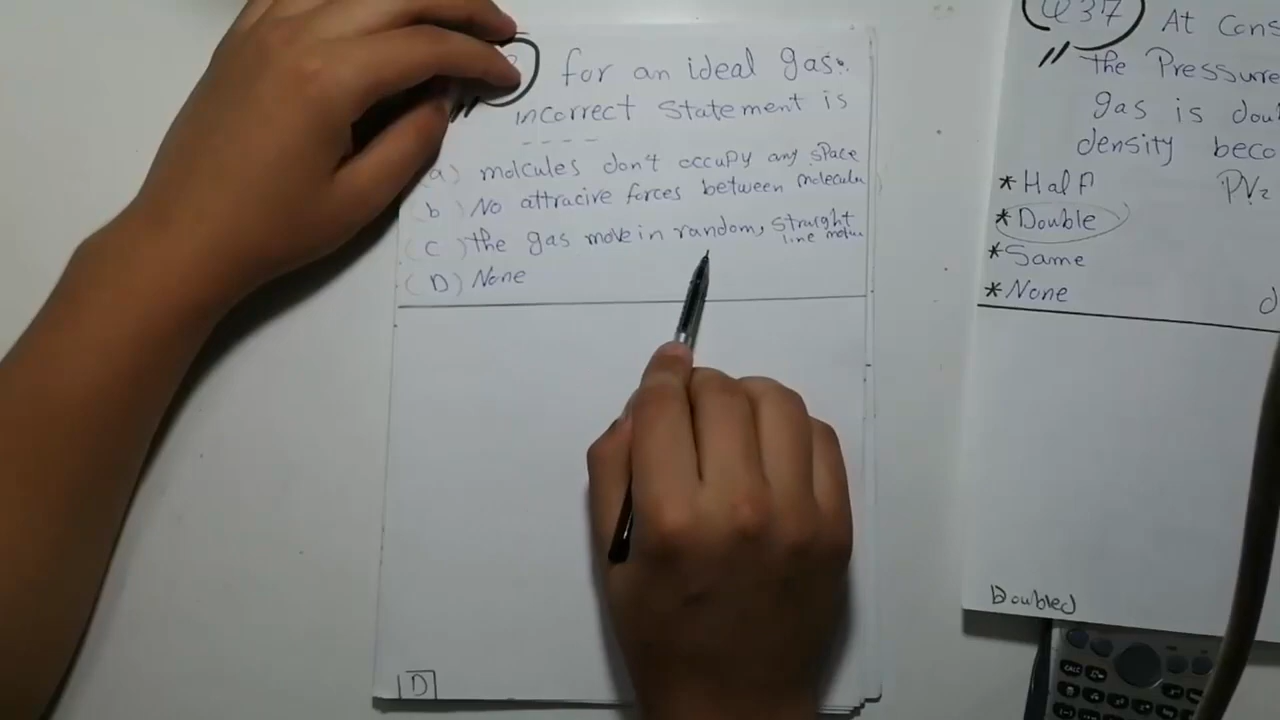 for an ideal gas:
incorrect statement is
a) molcules don't occupy any space
(b) No attracive forces between molecular
(C) the gas move in random, straight
line motion
(D) None
D
Q37 At Cons
the Pressure
gas is dou
density beco
*Half
PV₂
*Double
*Same
*None
d
Doubled
CALC